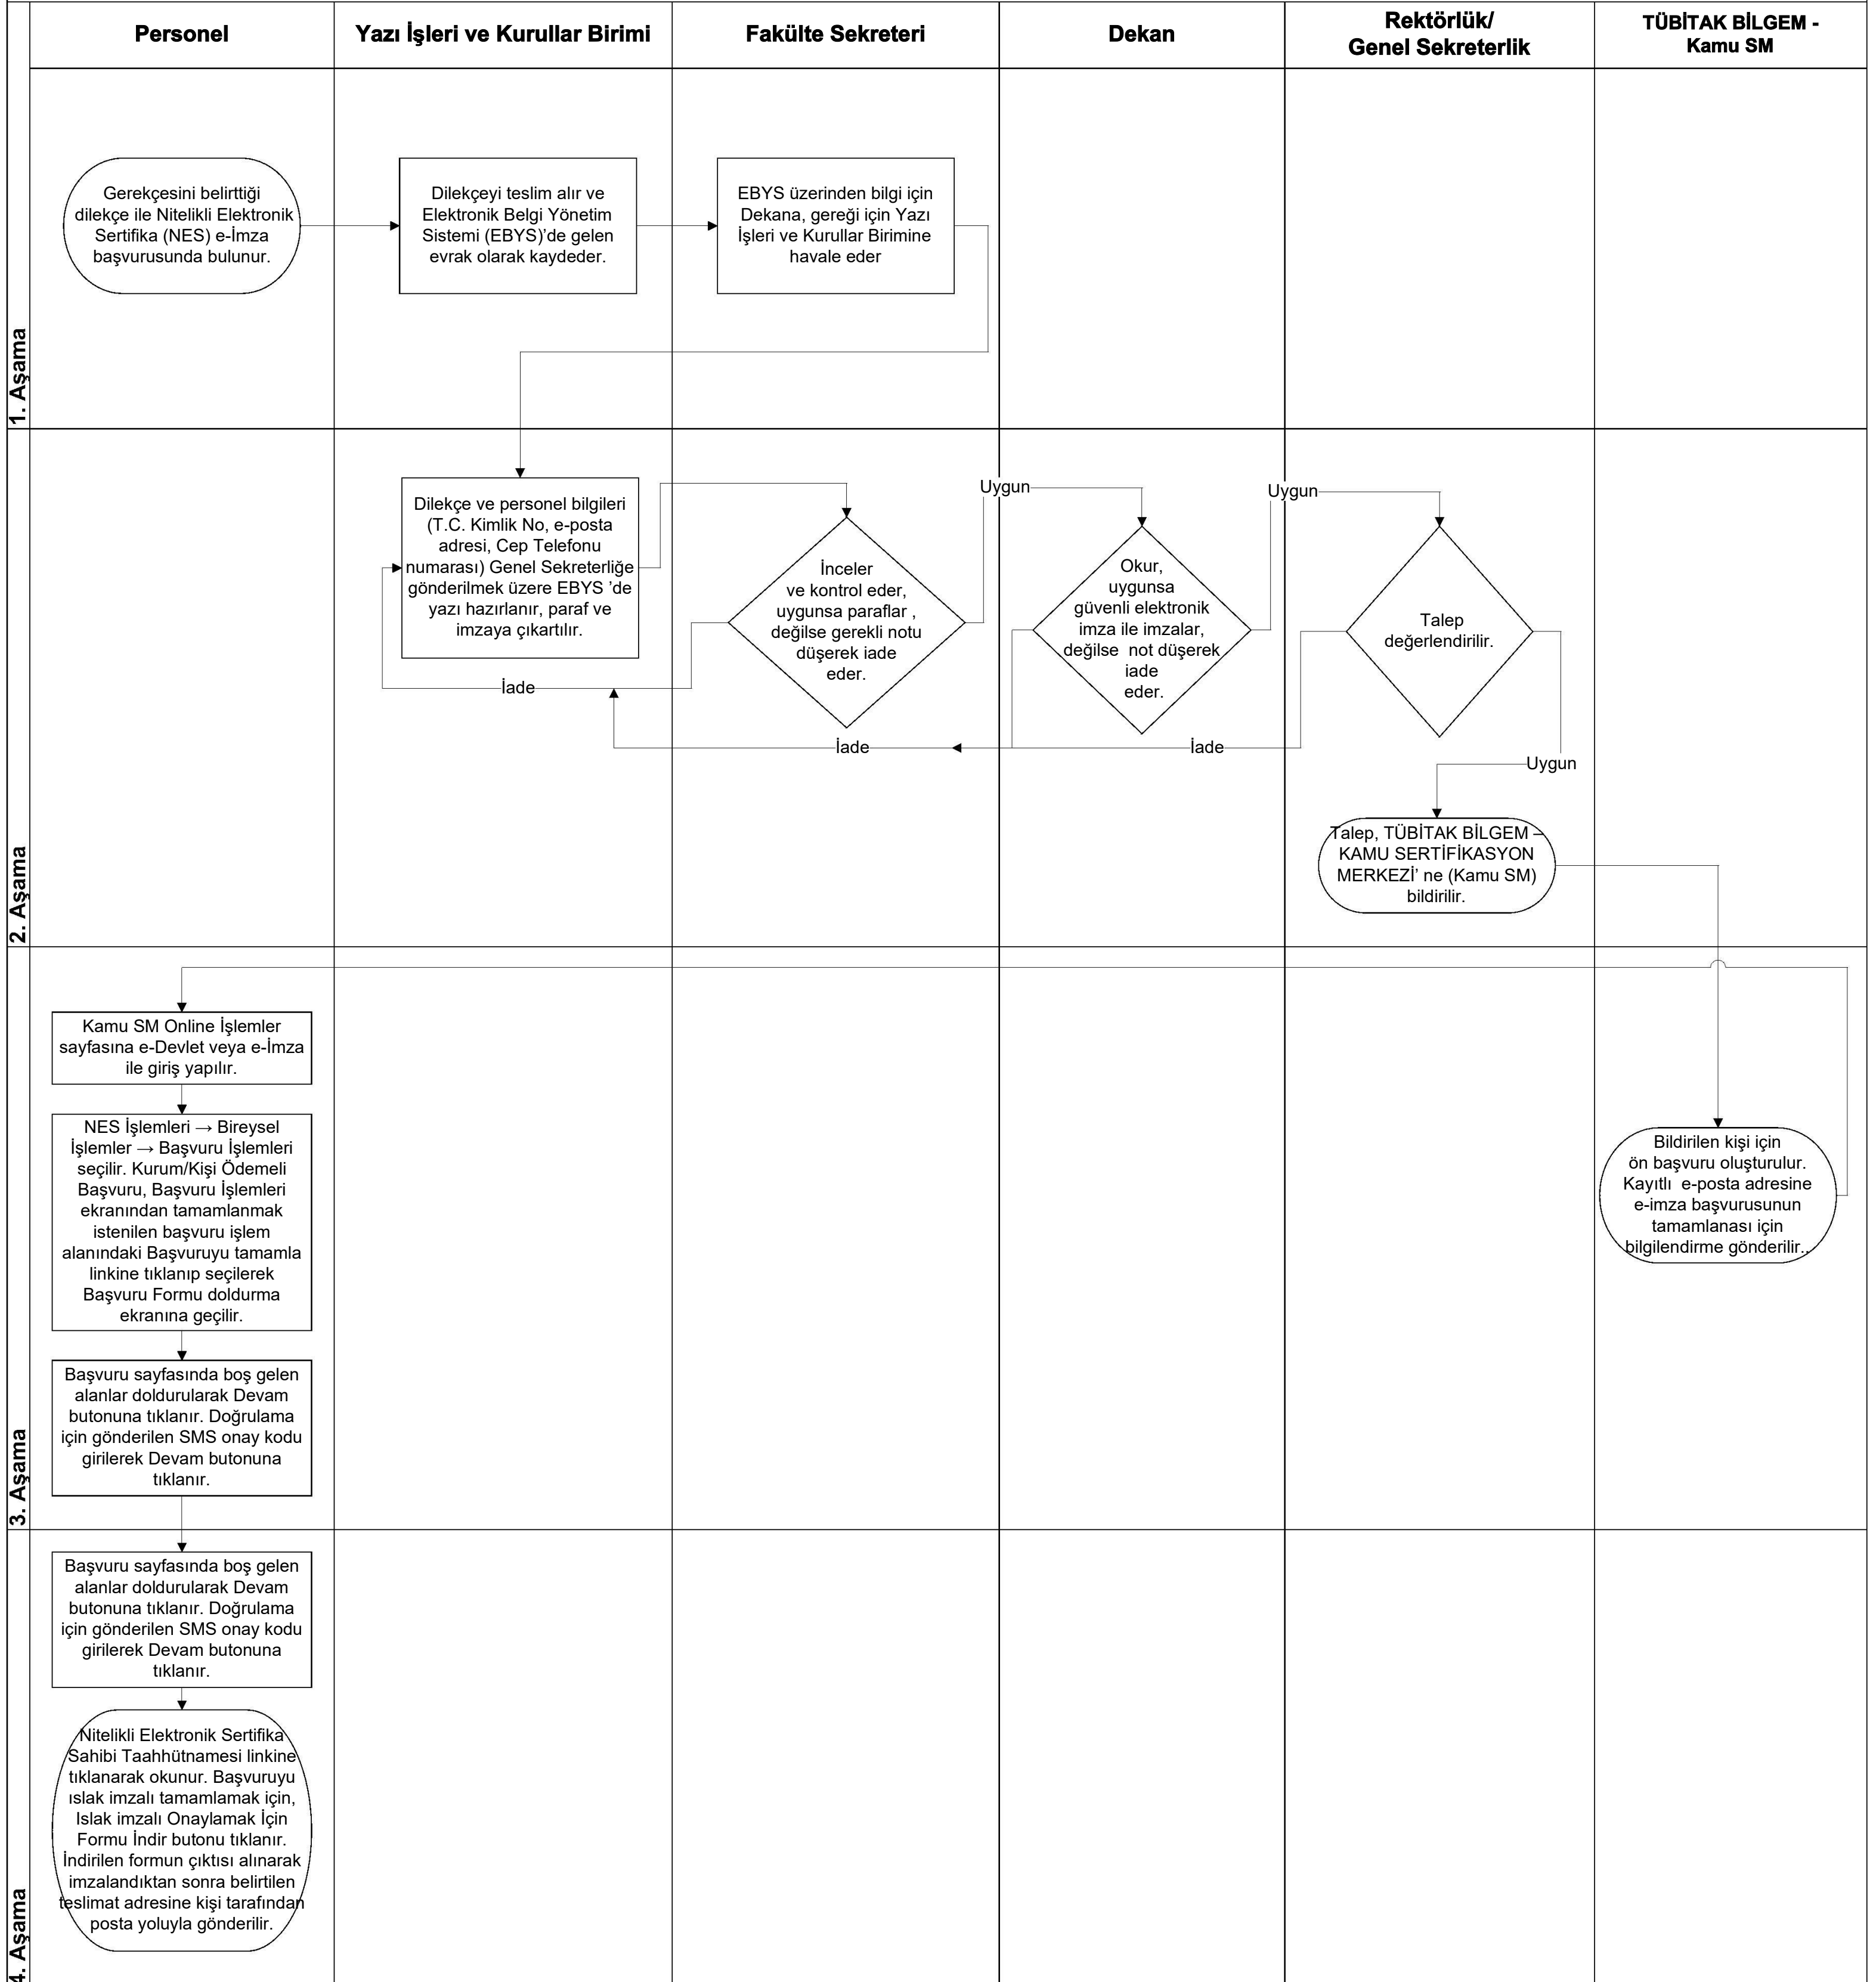 Personel
Yazı İşleri ve Kurullar Birimi
Fakülte Sekreteri
Dekan
Rektörlük/
Genel Sekreterlik
TÜBİTAK BİLGEM -
Kamu SM
1. Aşama
Gerekçesini belirttiği
dilekçe ile Nitelikli Elektronik
Sertifika (NES) e-İmza
başvurusunda bulunur.
Dilekçeyi teslim alır ve
Elektronik Belgi Yönetim
Sistemi (EBYS)’de gelen
evrak olarak kaydeder.
EBYS üzerinden bilgi için
Dekana, gereği için Yazı
İşleri ve Kurullar Birimine
havale eder
2. Aşama
Dilekçe ve personel bilgileri
(T.C. Kimlik No, e-posta
adresi, Cep Telefonu
numarası) Genel Sekreterliğe
gönderilmek üzere EBYS ’de
yazı hazırlanır, paraf ve
imzaya çıkartılır.
İade
İnceler
ve kontrol eder,
uygunsa paraflar ,
değilse gerekli notu
düşerek iade
eder.
Uygun
İade
Okur,
uygunsa
güvenli elektronik
imza ile imzalar,
değilse  not düşerek
iade
eder.
Uygun
İade
Talep
değerlendirilir.
Uygun
Talep, TÜBİTAK BİLGEM –
KAMU SERTİFİKASYON
MERKEZİ’ ne (Kamu SM)
bildirilir.
3. Aşama
Bildirilen kişi için
ön başvuru oluşturulur.
Kayıtlı  e-posta adresine
e-imza başvurusunun
tamamlanası için
bilgilendirme gönderilir..
Kamu SM Online İşlemler
sayfasına e-Devlet veya e-İmza
ile giriş yapılır.
NES İşlemleri → Bireysel
İşlemler → Başvuru İşlemleri
seçilir. Kurum/Kişi Ödemeli
Başvuru, Başvuru İşlemleri
ekranından tamamlanmak
istenilen başvuru işlem
alanındaki Başvuruyu tamamla
linkine tıklanıp seçilerek
Başvuru Formu doldurma
ekranına geçilir.
Başvuru sayfasında boş gelen
alanlar doldurularak Devam
butonuna tıklanır. Doğrulama
için gönderilen SMS onay kodu
girilerek Devam butonuna
tıklanır.
4. Aşama
Başvuru sayfasında boş gelen
alanlar doldurularak Devam
butonuna tıklanır. Doğrulama
için gönderilen SMS onay kodu
girilerek Devam butonuna
tıklanır.
Nitelikli Elektronik Sertifika
Sahibi Taahhütnamesi linkine
tıklanarak okunur. Başvuruyu
ıslak imzalı tamamlamak için,
Islak imzalı Onaylamak İçin
Formu İndir butonu tıklanır.
İndirilen formun çıktısı alınarak
imzalandıktan sonra belirtilen
teslimat adresine kişi tarafından
posta yoluyla gönderilir.